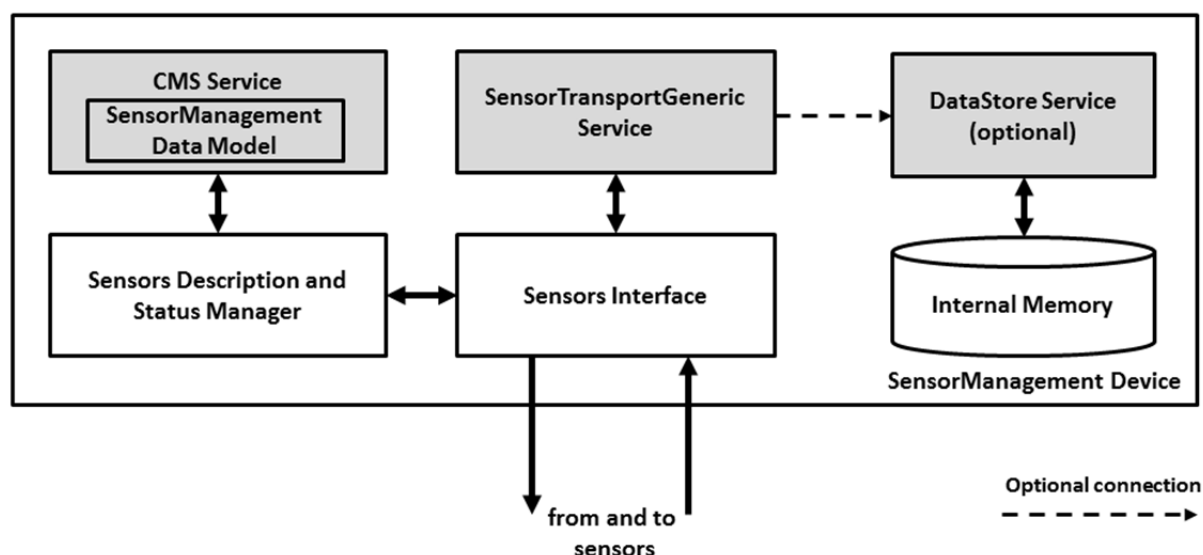 CMS Service
SensorManagement
Data Model
SensorTransportGeneric
Service
DataStore Service
(optional)
Sensors Description and
Status Manager
Sensors Interface
Internal Memory
SensorManagement Device
Optional connection
from and to
sensors